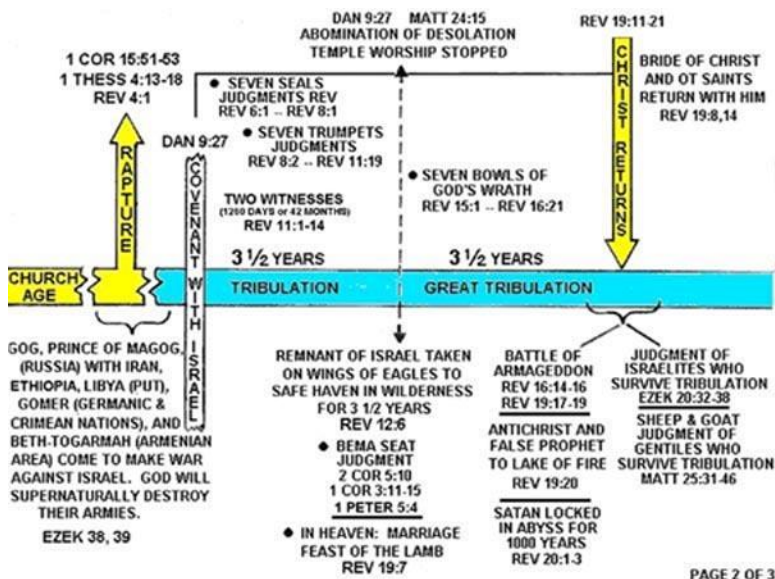 DAN 9:27 MATT 24:15
ABOMINATION OF DESOLATION
TEMPLE WORSHIP STOPPED
REV 19:11-21
1 COR 15:51-53
1 THESS 4:13-18
REV 4:1
RAPTURE
DAN 9:27
COVENANT WITH ISRAEL
● SEVEN SEALS
JUDGMENTS REV
REV 6:1 -- REV 8:1
● SEVEN TRUMPETS
JUDGMENTS
REV 8:2 -- REV 11:19
TWO WITNESSES
(1260 DAYS or 42 MONTHS)
REV 11:1-14
● SEVEN BOWLS OF
GOD'S WRATH
REV 15:1 -- REV 16:21
CHRIST RETURNS
BRIDE OF CHRIST
AND OT SAINTS
RETURN WITH HIM
REV 19:8,14
3 1/2 YEARS
3 1/2 YEARS
CHURCH
AGE
TRIBULATION
GREAT TRIBULATION
GOG, PRINCE OF MAGOG,
(RUSSIA) WITH IRAN,
ETHIOPIA, LIBYA (PUT),
GOMER (GERMANIC &
CRIMEAN NATIONS), AND
BETH-TOGARMAH (ARMENIAN
AREA) COME TO MAKE WAR
AGAINST ISRAEL. GOD WILL
SUPERNATURALLY DESTROY
THEIR ARMIES.
EZEK 38, 39
REMNANT OF ISRAEL TAKEN
ON WINGS OF EAGLES TO
SAFE HAVEN IN WILDERNESS
FOR 3 1/2 YEARS
REV 12:6
● BEMA SEAT
JUDGMENT
2 COR 5:10
1 COR 3:11-15
1 PETER 5:4
● IN HEAVEN: MARRIAGE
FEAST OF THE LAMB
REV 19:7
BATTLE OF
ARMAGEDDON
REV 16:14-16
REV 19:17-19
ANTICHRIST AND
FALSE PROPHET
TO LAKE OF FIRE
REV 19:20
SATAN LOCKED
IN ABYSS FOR
1000 YEARS
REV 20:1-3
JUDGMENT OF
ISRAELITES WHO
SURVIVE TRIBULATION
EZEK 20:32-38
SHEEP & GOAT
JUDGMENT OF
GENTILES WHO
SURVIVE TRIBULATION
MATT 25:31-46
PAGE 2 OF 3